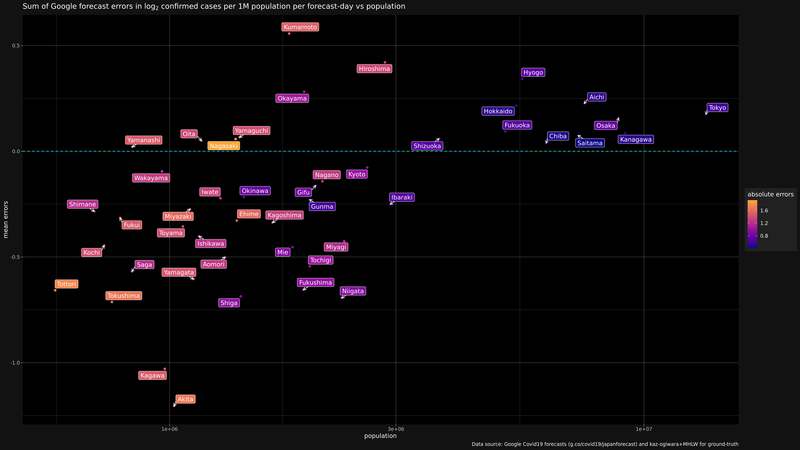 Sum of Google forecast errors in log₂ confirmed cases per 1M population per forecast-day vs population
Kumamoto
0.5
Hiroshima
Hyogo
Okayama
Aichi
Hokkaido
Tokyo
Fukuoka
Osaka
Oita
Yamaguchi
Yamanashi
Nagasaki
Shizuoka
Chiba
Saitama
Kanagawa
0.0
Wakayama
Nagano
Kyoto
Iwate
Okinawa
Gifu
Ibaraki
Shimane
Gunma
absolute errors
1.6
1.2
0.8
mean errors
Miyazaki
Ehime
Kagoshima
Fukui
Toyama
Ishikawa
Miyagi
Kochi
Mie
-0.5
Saga
Aomori
Tochigi
Yamagata
Tottori
Fukushima
Tokushima
Shiga
Niigata
-1.0
Kagawa
Akita
1e+06
3e+06
1e+07
population
Data source: Google Covid19 forecasts (g.co/covid19/japanforecast) and kaz-ogiwara+MHLW for ground-truth